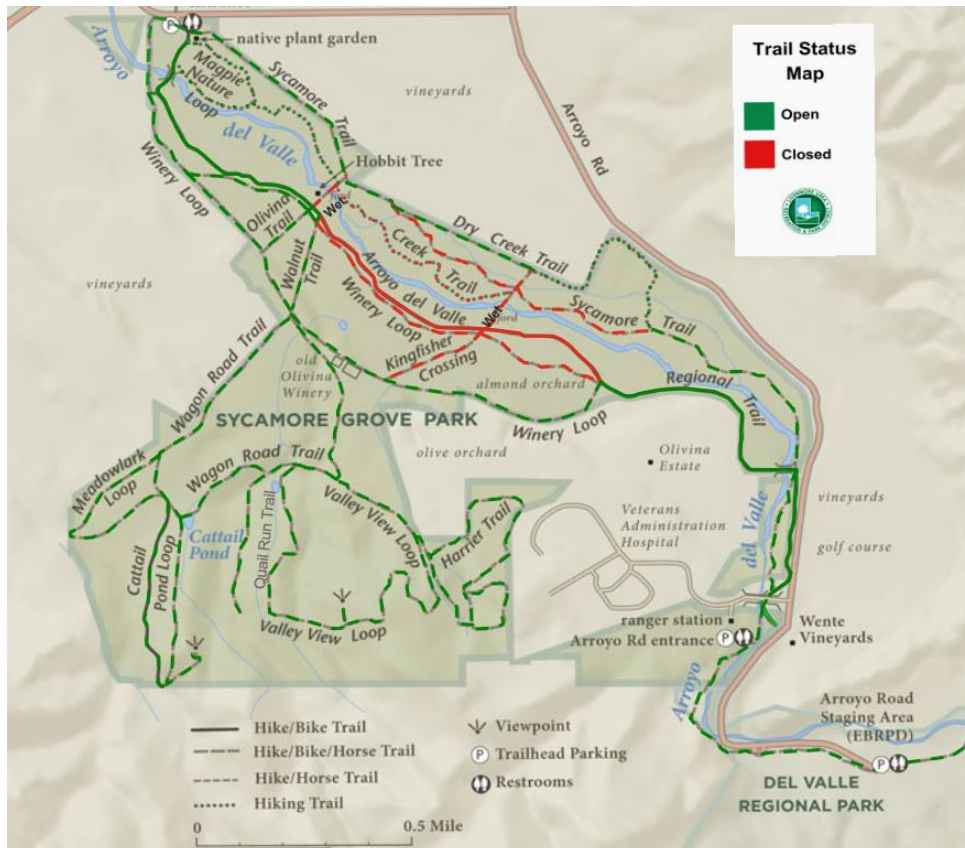 Trail Status
Map
Open
Closed
native plant garden
Arroyo
Magpie
Nature
Loop
Sycamore
Trail
vineyards
del Valle
Hobbit Tree
Arroyo Rd
Winery Loop
Wet
Olivina
Trail
Walnut
Trail
Dry Creek Trail
Creek
Trail
Arroyo del Valle
Winery Loop
Wet
ford
Sycamore
Trail
vineyards
Kingfisher
Crossing
almond orchard
Regional
Trail
old
Olivina
Winery
Wagon Road Trail
SYCAMORE GROVE PARK
Winery Loop
olive orchard
Olivina
Estate
Meadowlark
Loop
Wagon Road Trail
Valley View Loop
Harrier Trail
Veterans
Administration
Hospital
del Valle
vineyards
golf course
Cattail
Pond
Quail Run Trail
Cattail
Pond Loop
Valley View Loop
ranger station
Arroyo Rd entrance
P
Wente
Vineyards
Arroyo
Arroyo Road
Staging Area
(EBRPD)
P
DEL VALLE
REGIONAL PARK
Hike/Bike Trail
Hike/Bike/Horse Trail
Hike/Horse Trail
Hiking Trail
Viewpoint
P Trailhead Parking
Restrooms
0 0.5 Mile
P